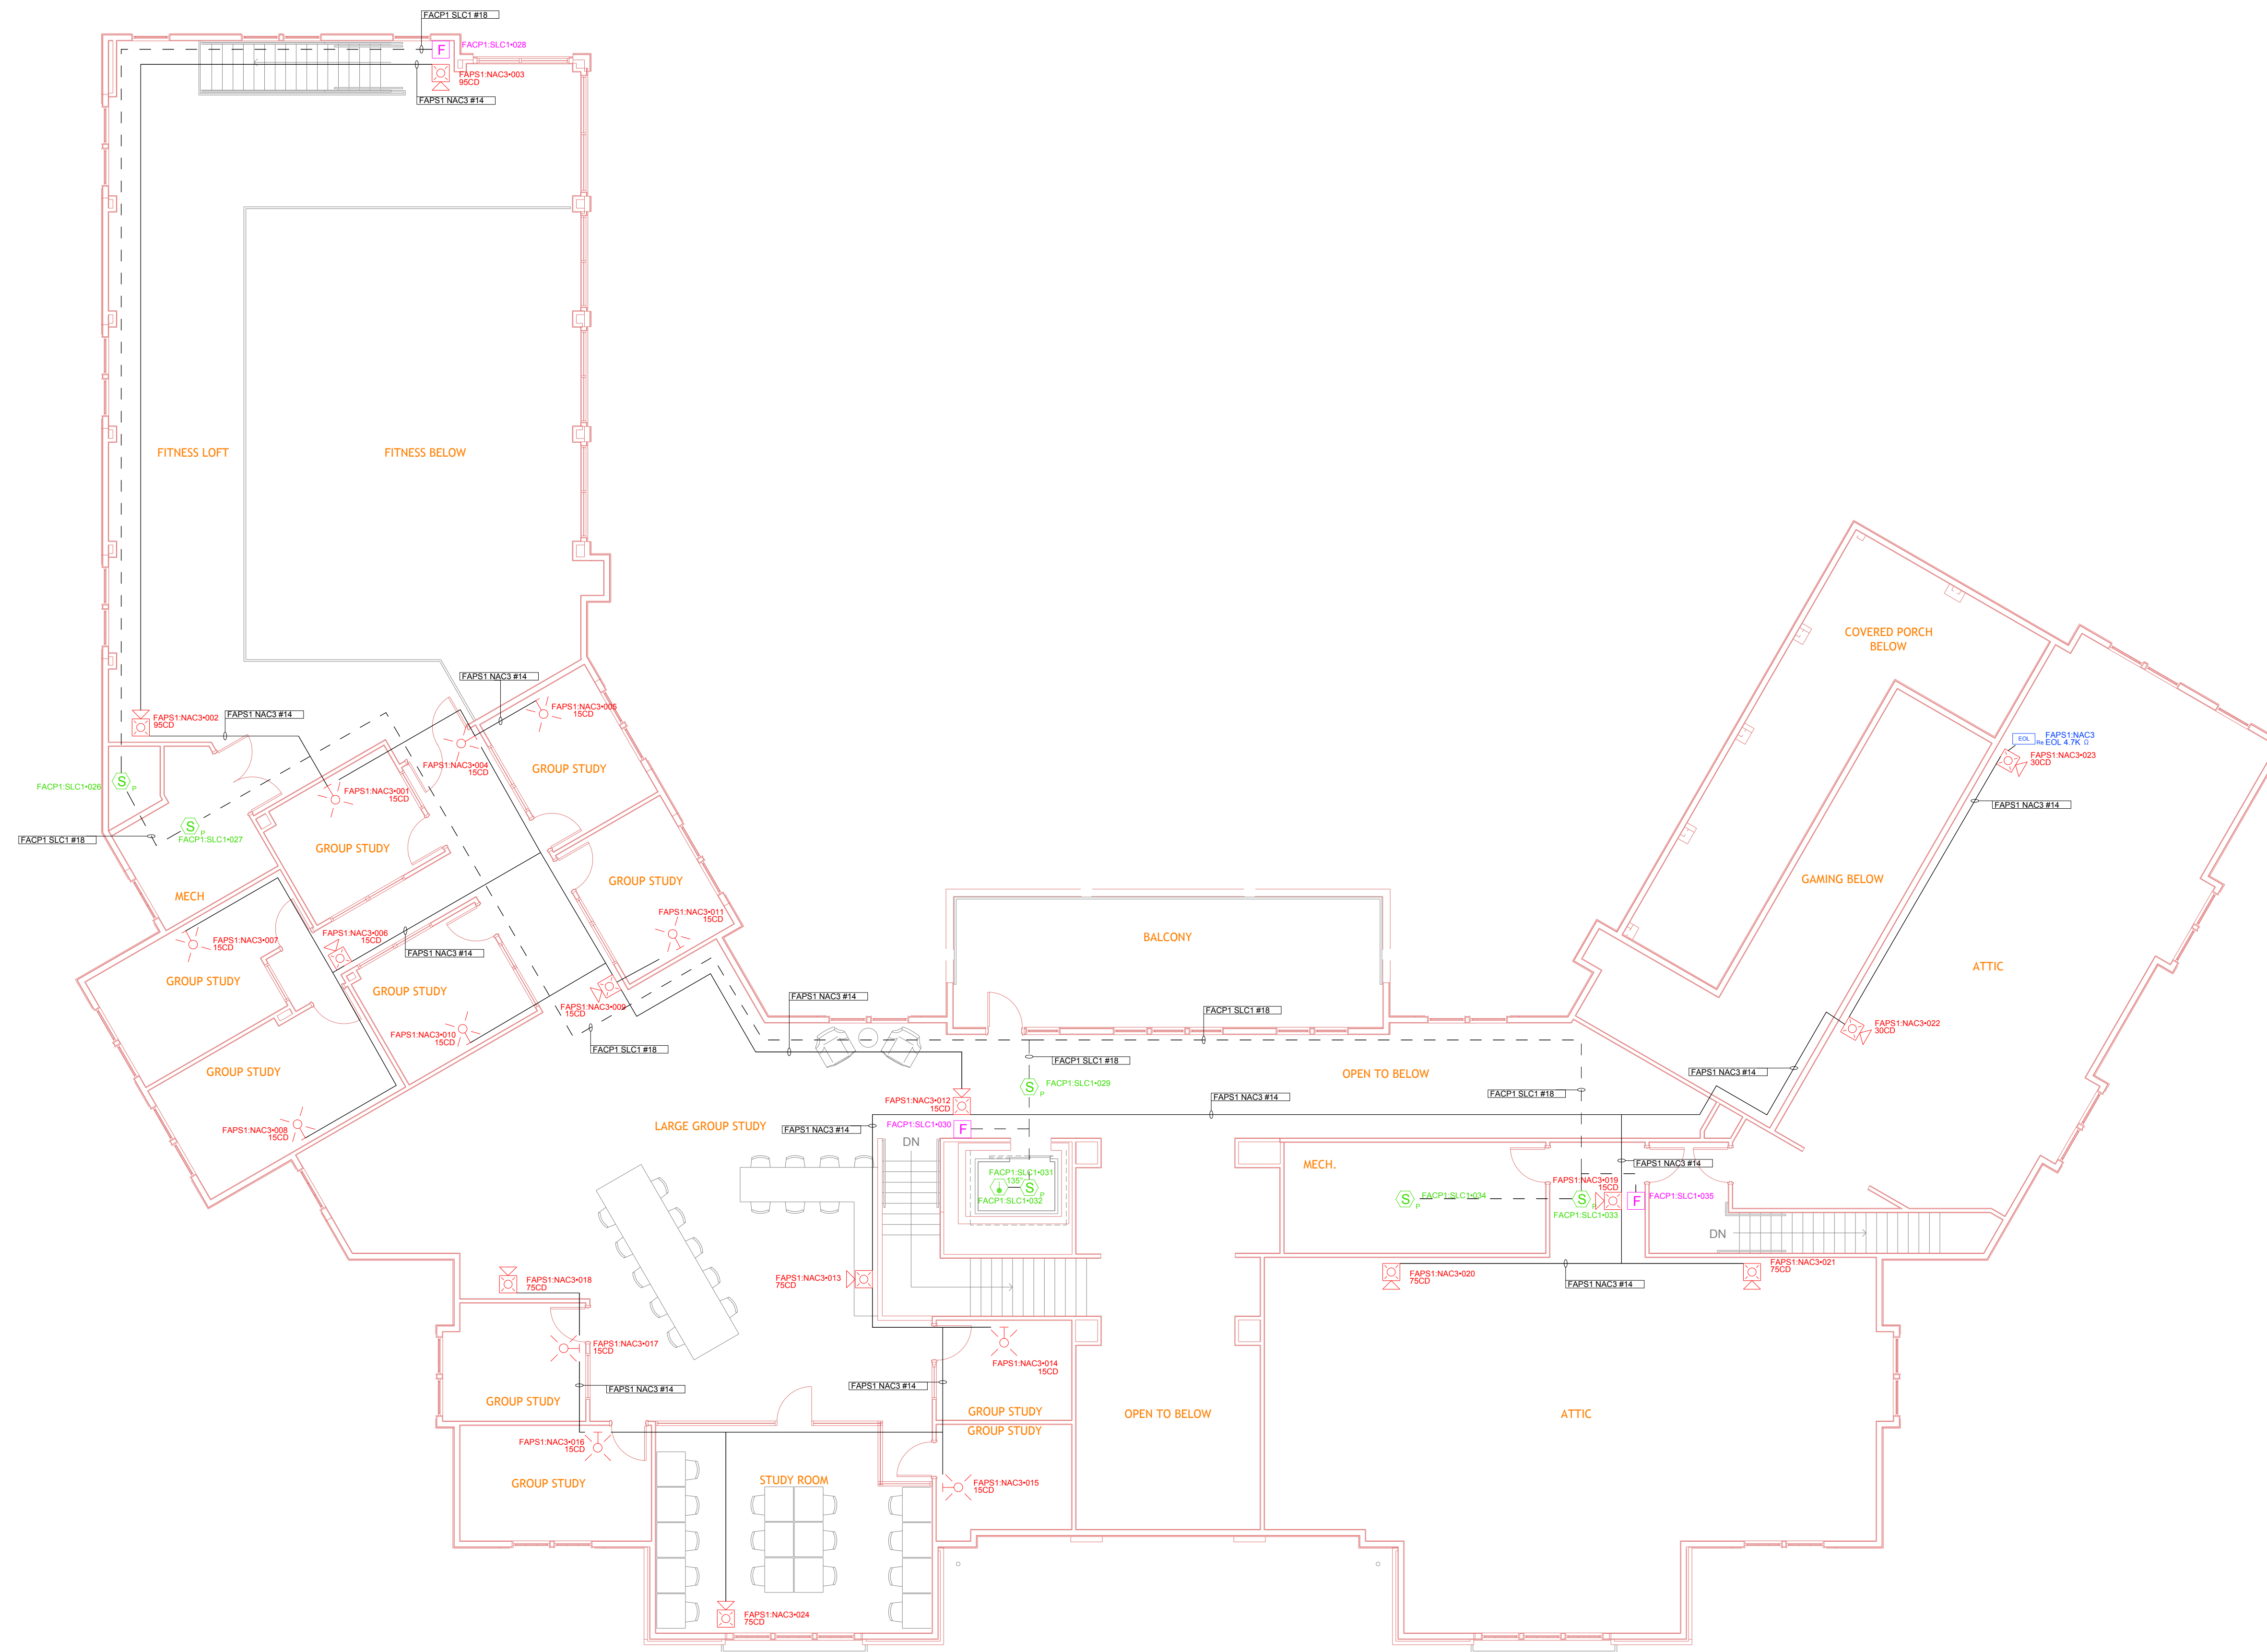 FACP1 SLC1 #18
F
FACP1:SLC1•028
FAPS1:NAC3•003
95CD
FAPS1 NAC3 #14
FITNESS LOFT
FITNESS BELOW
COVERED PORCH
BELOW
FAPS1 NAC3 #14
FAPS1:NAC3•005
15CD
FAPS1:NAC3•002
95CD
FAPS1 NAC3 #14
FAPS1:NAC3•004
15CD
GROUP STUDY
EOL
Re
FAPS1:NAC3
EOL 4.7K Ω
FAPS1:NAC3•023
30CD
FAPS1 NAC3 #14
FACP1:SLC1•026
S
P
FAPS1:NAC3•001
15CD
S
P
FACP1:SLC1•027
FACP1 SLC1 #18
GROUP STUDY
GROUP STUDY
MECH
GAMING BELOW
FAPS1:NAC3•011
15CD
FAPS1:NAC3•006
15CD
FAPS1:NAC3•007
15CD
FAPS1 NAC3 #14
BALCONY
ATTIC
GROUP STUDY
GROUP STUDY
FAPS1:NAC3•009
15CD
FAPS1 NAC3 #14
FACP1 SLC1 #18
FAPS1:NAC3•010
15CD
FACP1 SLC1 #18
FACP1 SLC1 #18
FAPS1:NAC3•022
30CD
GROUP STUDY
OPEN TO BELOW
FAPS1 NAC3 #14
S
P
FACP1:SLC1•029
FACP1 SLC1 #18
FAPS1 NAC3 #14
FAPS1:NAC3•012
15CD
FAPS1:NAC3•008
15CD
LARGE GROUP STUDY
FAPS1 NAC3 #14
FACP1:SLC1•030
F
DN
MECH.
FAPS1 NAC3 #14
FACP1:SLC1•031
135°
S
P
FACP1:SLC1•032
FAPS1:NAC3•019
15CD
S
P
FACP1:SLC1•034
S
P
FACP1:SLC1•033
F
FACP1:SLC1•035
DN
FAPS1:NAC3•018
75CD
FAPS1:NAC3•013
75CD
FAPS1:NAC3•020
75CD
FAPS1 NAC3 #14
FAPS1:NAC3•021
75CD
FAPS1:NAC3•017
15CD
FAPS1:NAC3•014
15CD
FAPS1 NAC3 #14
FAPS1 NAC3 #14
GROUP STUDY
GROUP STUDY
OPEN TO BELOW
ATTIC
GROUP STUDY
FAPS1:NAC3•016
15CD
GROUP STUDY
STUDY ROOM
FAPS1:NAC3•015
15CD
FAPS1:NAC3•024
75CD